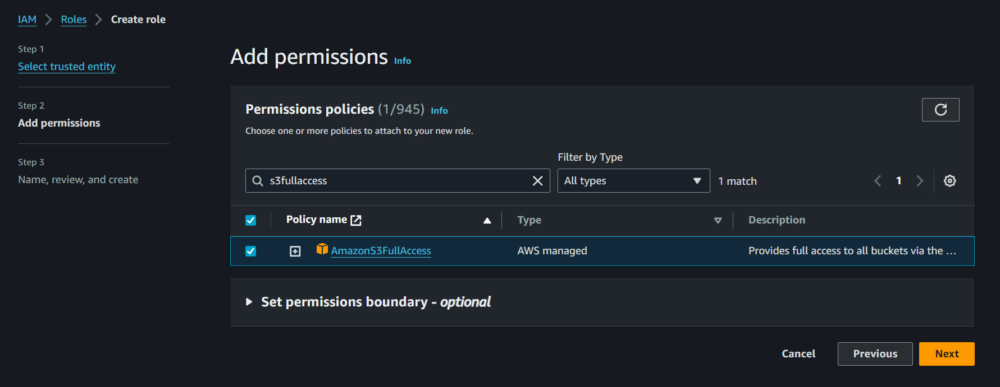 IAM > Roles > Create role
Step 1
Select trusted entity
Step 2
Add permissions
Step 3
Name, review, and create
Add permissions Info
Permissions policies (1/945) Info
Choose one or more policies to attach to your new role.
Filter by Type
s3fullaccess
All types
1 match
1
Policy name
Type
Description
AmazonS3FullAccess
AWS managed
Provides full access to all buckets via the ...
Set permissions boundary - optional
Cancel
Previous
Next